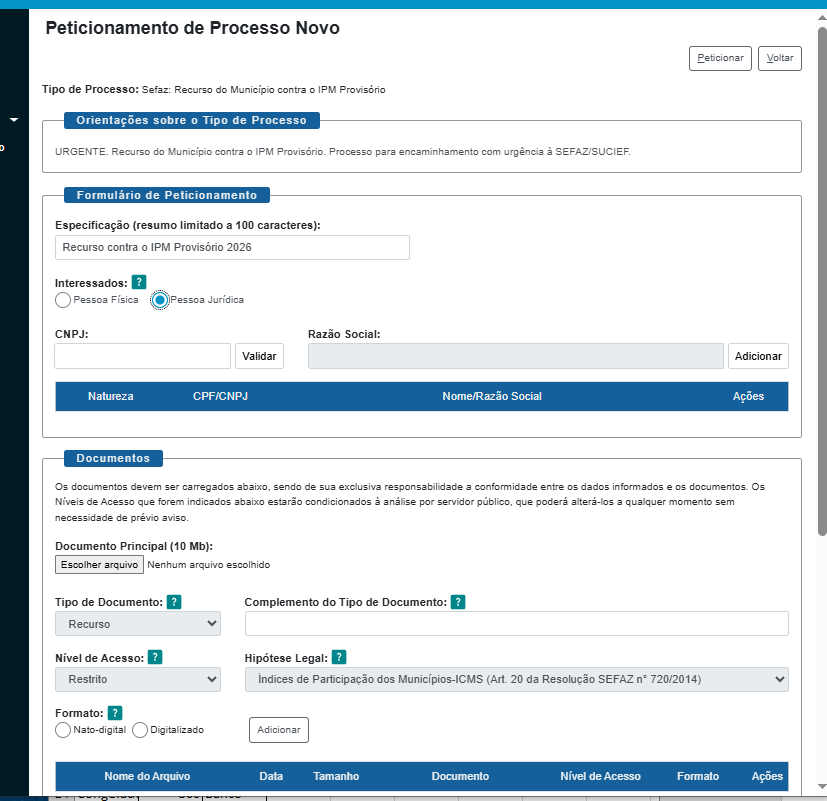 Peticionamento de Processo Novo
Peticionar Voltar
Tipo de Processo: Sefaz: Recurso do Município contra o IPM Provisório
Orientações sobre o Tipo de Processo
URGENTE. Recurso do Município contra o IPM Provisório. Processo para encaminhamento com urgência à SEFAZ/SUCIEF.
Formulário de Peticionamento
Especificação (resumo limitado a 100 caracteres):
Recurso contra o IPM Provisório 2026
Interessados: ?
Pessoa Física Pessoa Jurídica
CNPJ: Razão Social:
Validar Adicionar
Natureza CPF/CNPJ Nome/Razão Social Ações
Documentos
Os documentos devem ser carregados abaixo, sendo de sua exclusiva responsabilidade a conformidade entre os dados informados e os documentos. Os
Níveis de Acesso que forem indicados abaixo estarão condicionados à análise por servidor público, que poderá alterá-los a qualquer momento sem
necessidade de prévio aviso.
Documento Principal (10 Mb):
Escolher arquivo Nenhum arquivo escolhido
Tipo de Documento: ? Complemento do Tipo de Documento: ?
Recurso
Nível de Acesso: ? Hipótese Legal: ?
Restrito Índices de Participação dos Municípios-ICMS (Art. 20 da Resolução SEFAZ n° 720/2014)
Formato: ?
Nato-digital Digitalizado Adicionar
Nome do Arquivo Data Tamanho Documento Nível de Acesso Formato Ações